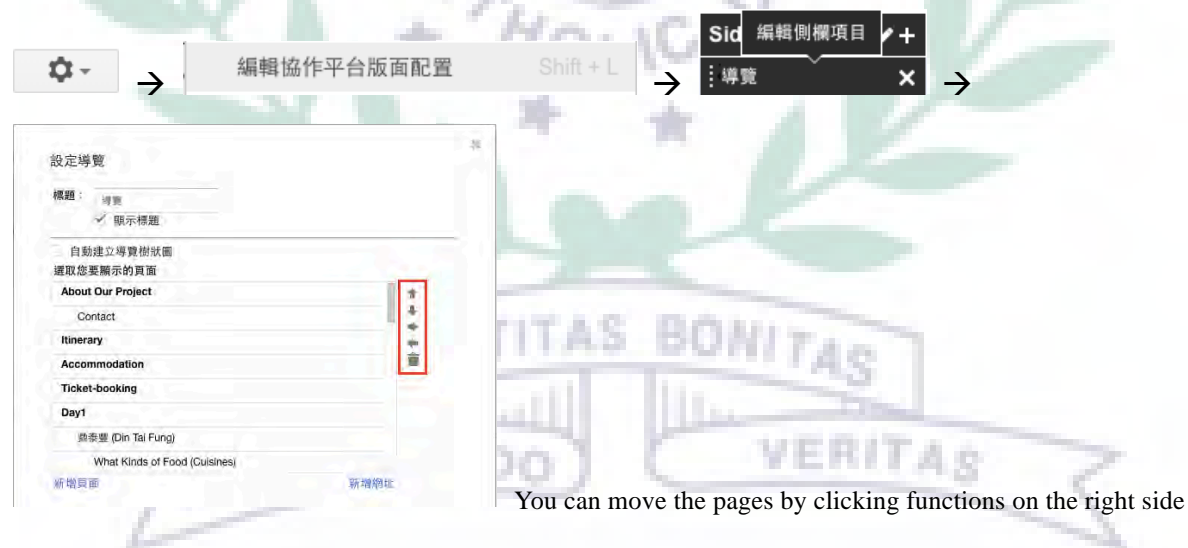 編輯協作平台版面配置 Shift + L
Sid 編輯側欄項目
導覽
設定導覽
標題：
導覽
顯示標題
自動建立導覽樹狀圖
選取您要顯示的頁面
About Our Project
Contact
Itinerary
Accommodation
Ticket-booking
Day1
鼎泰豐 (Din Tai Fung)
What Kinds of Food (Cuisines)
新增頁面 新增網址
You can move the pages by clicking functions on the right side
HOLIC
ITAS BONITAS
VERITAS